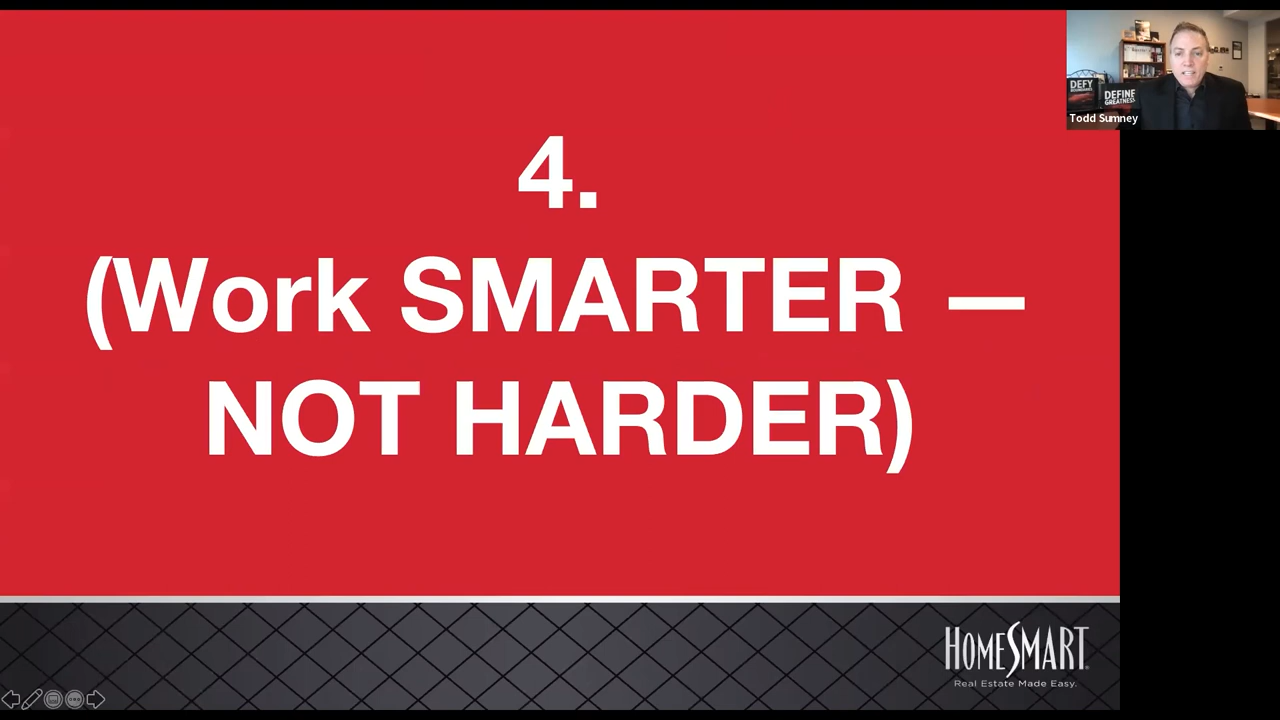 4.
(Work SMARTER —
NOT HARDER)
DEFY
DEFINE
GREATNESS
Todd Sumney
HOMESMART
Real Estate Made Easy.